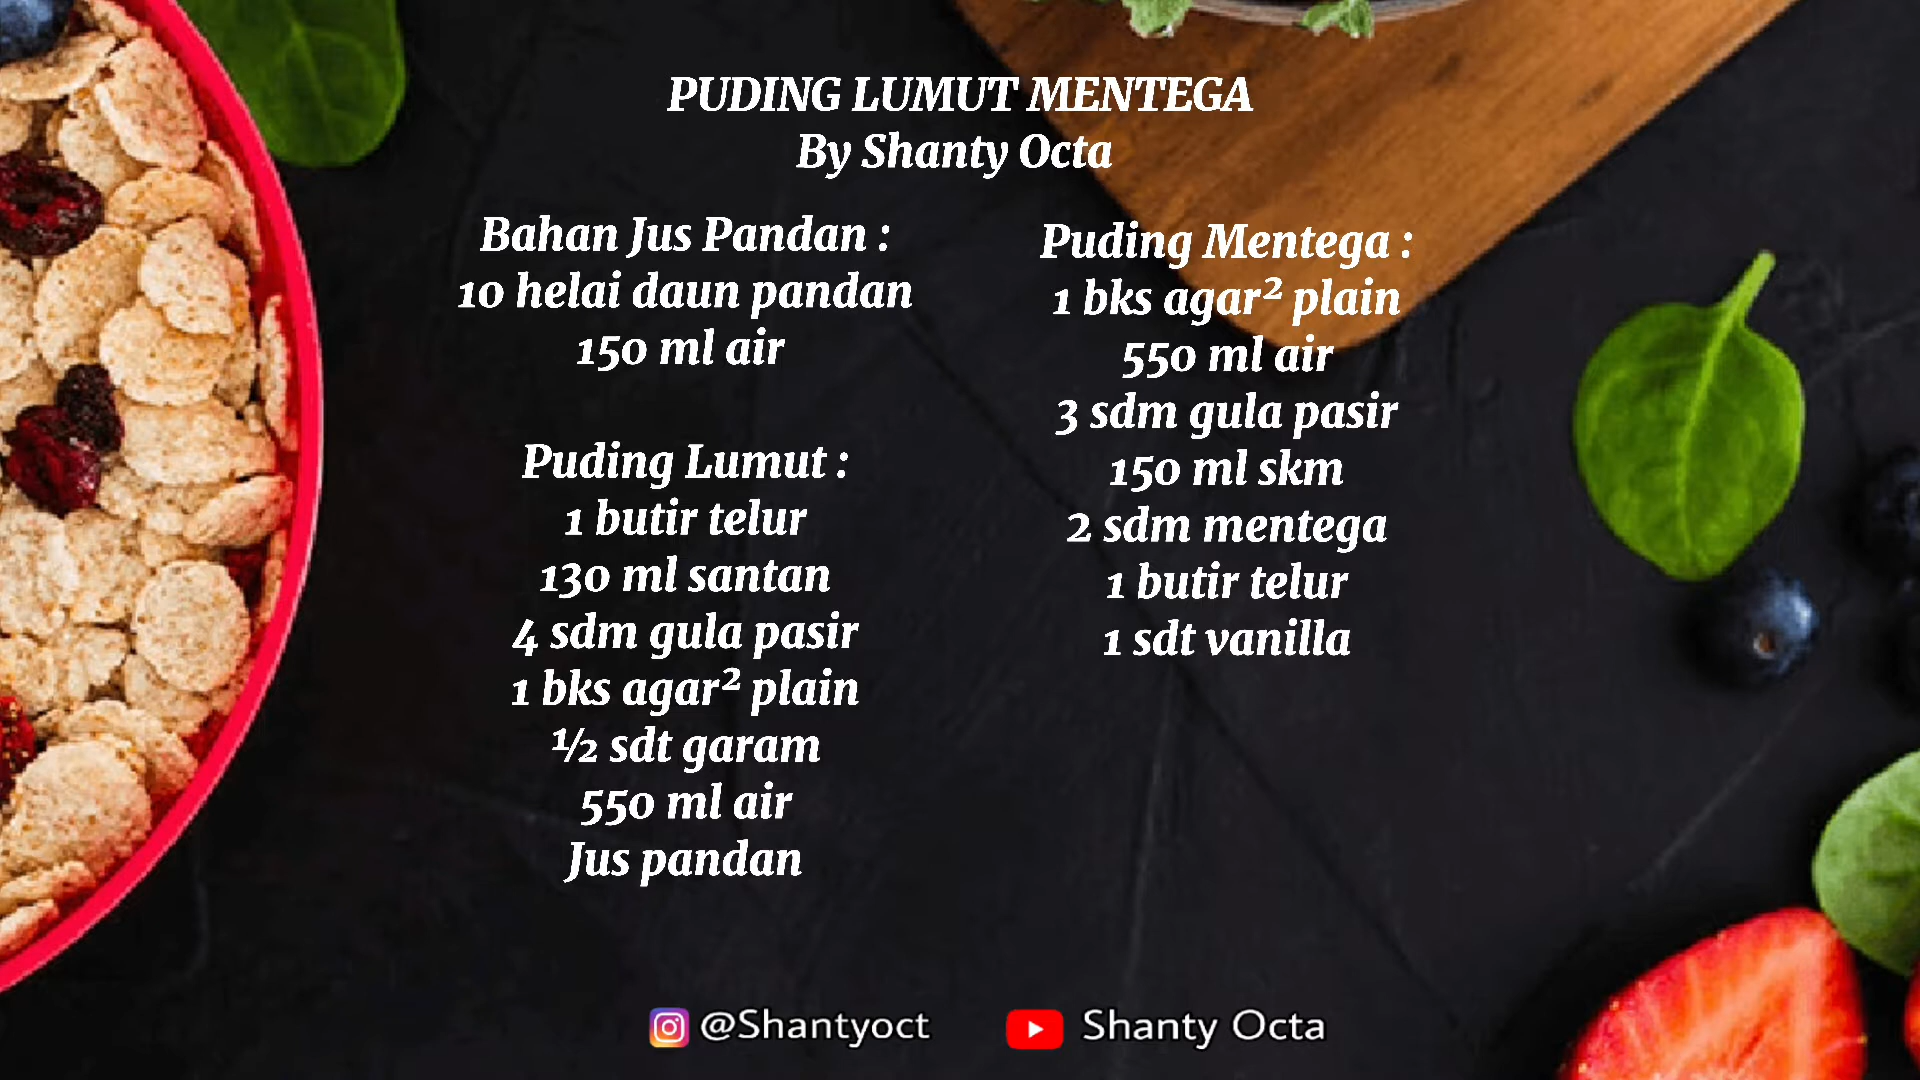 PUDING LUMUT MENTEGA
By Shanty Octa
Bahan Jus Pandan :
10 helai daun pandan
150 ml air
Puding Lumut :
1 butir telur
130 ml santan
4 sdm gula pasir
1 bks agar² plain
½ sdt garam
550 ml air
Jus pandan
Puding Mentega :
1 bks agar² plain
550 ml air
3 sdm gula pasir
150 ml skm
2 sdm mentega
1 butir telur
1 sdt vanilla
@Shantyoct
Shanty Octa